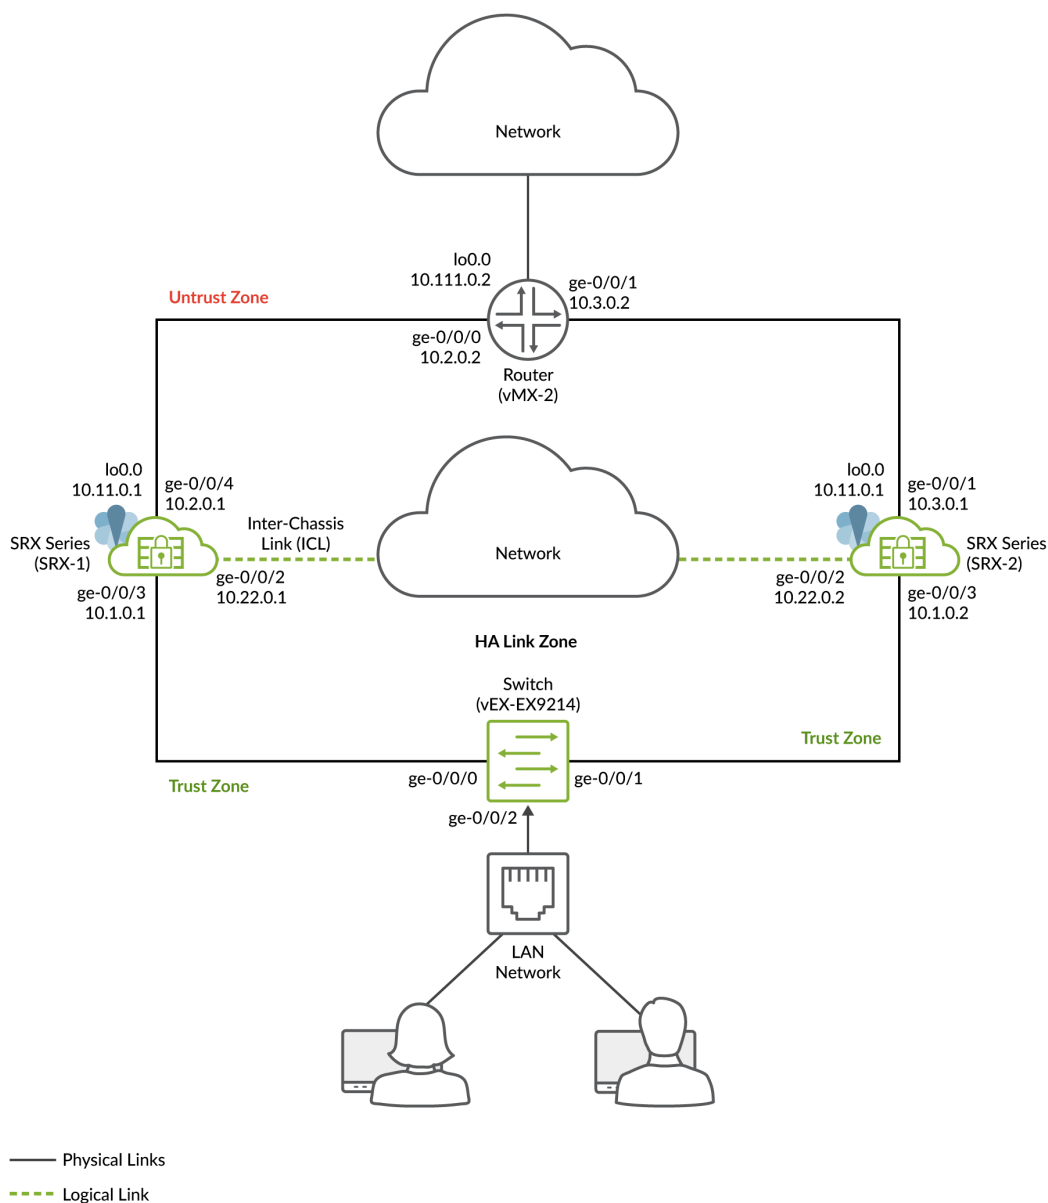 Network
lo0.0
10.111.0.2
ge-0/0/1
10.3.0.2
Untrust Zone
ge-0/0/0
10.2.0.2
Router
(vMX-2)
lo0.0
10.11.0.1
ge-0/0/4
10.2.0.1
lo0.0
10.11.0.1
ge-0/0/1
10.3.0.1
Inter-Chassis
Link (ICL)
SRX Series
(SRX-1)
Network
SRX Series
(SRX-2)
ge-0/0/3
10.1.0.1
ge-0/0/2
10.22.0.1
ge-0/0/2
10.22.0.2
ge-0/0/3
10.1.0.2
HA Link Zone
Switch
(vEX-EX9214)
Trust Zone
Trust Zone
ge-0/0/0
ge-0/0/1
ge-0/0/2
LAN
Network
Physical Links
Logical Link